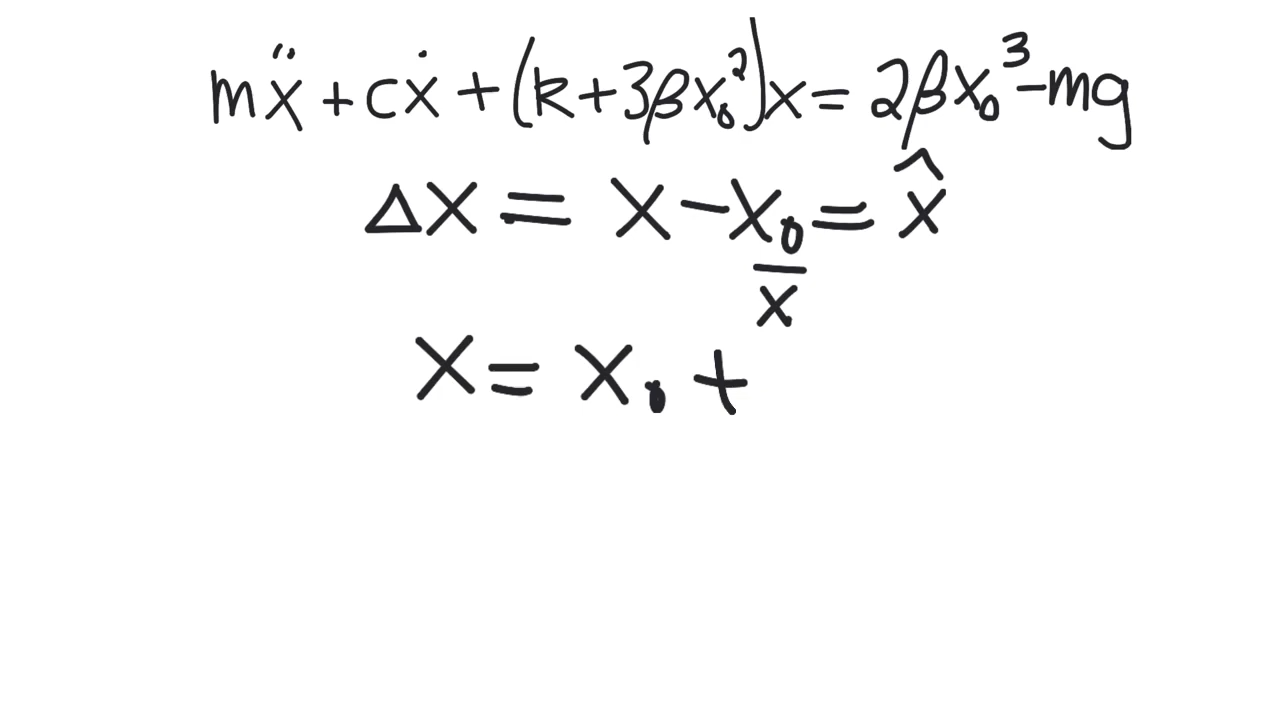 mẍ + cẋ + (k + 3βx₀²)x = 2βx₀³ - mg
Δx = x - x₀ = x̂
x̅
x = x₀ +